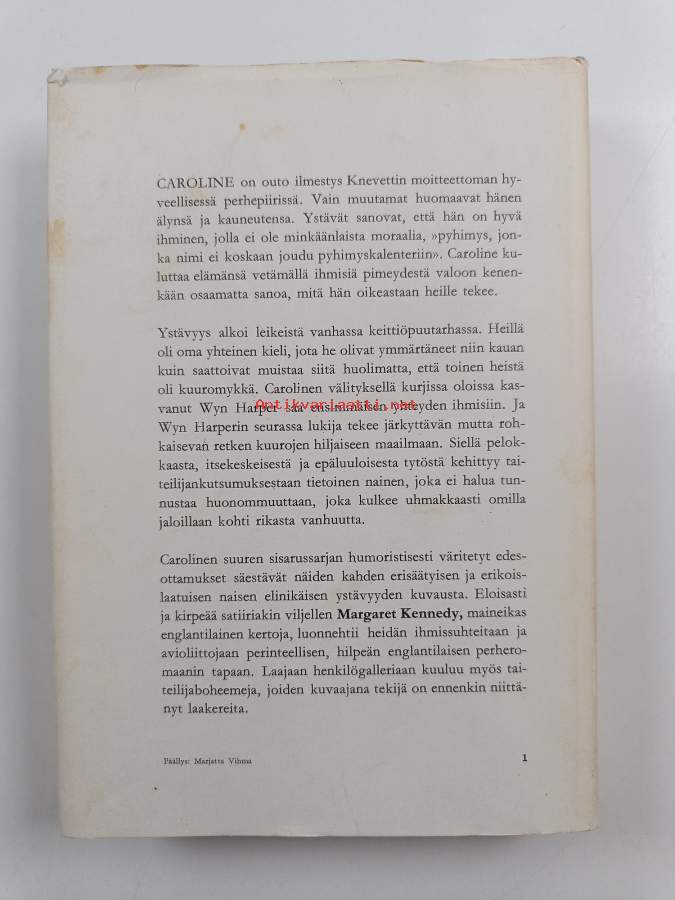 CAROLINE on outo ilmestys Knevettin moitteettoman hy-
veellisessä perhepiirissä. Vain muutamat huomaavat hänen
älynsä ja kauneutensa. Ystävät sanovat, että hän on hyvä
ihminen, jolla ei ole minkäänlaista moraalia, »pyhimys, jon-
ka nimi ei koskaan joudu pyhimyskalenteriin». Caroline ku-
luttaa elämänsä vetämällä ihmisiä pimeydestä valoon kenen-
kään osaamatta sanoa, mitä hän oikeastaan heille tekee.
Ystävyys alkoi leikeistä vanhassa keittiöpuutarhassa. Heillä
oli oma yhteinen kieli, jota he olivat ymmärtäneet niin kauan
kuin saattoivat muistaa siitä huolimatta, että toinen heistä
oli kuuromykkä. Carolinen välityksellä kurjissa oloissa kas-
vanut Wyn Harper saa ensimmäisen yhteyden ihmisiin. Ja
Antikvariaatti.net
Wyn Harperin seurassa lukija tekee järkyttävän mutta roh-
kaisevan retken kuurojen hiljaiseen maailmaan. Siellä pelok-
kaasta, itsekeskeisestä ja epäluuloisesta tytöstä kehittyy tai-
teilijankutsumuksestaan tietoinen nainen, joka ei halua tun-
nustaa huonommuuttaan, joka kulkee uhmakkaasti omilla
jaloillaan kohti rikasta vanhuutta.
Carolinen suuren sisarussarjan humoristisesti väritetyt edes-
ottamukset säestävät näiden kahden erisäätyisen ja erikois-
laatuisen naisen elinikäisen ystävyyden kuvausta. Eloisasti
ja kirpeää satiiriakin viljellen Margaret Kennedy, maineikas
englantilainen kertoja, luonnehtii heidän ihmissuhteitaan ja
avioliittojaan perinteellisen, hilpeän englantilaisen perhero-
maanin tapaan. Laajaan henkilögalleriaan kuuluu myös tai-
teilijaboheemeja, joiden kuvaajana tekijä on ennenkin niittä-
nyt laakereita.
Päällys: Marjatta Vihma
1